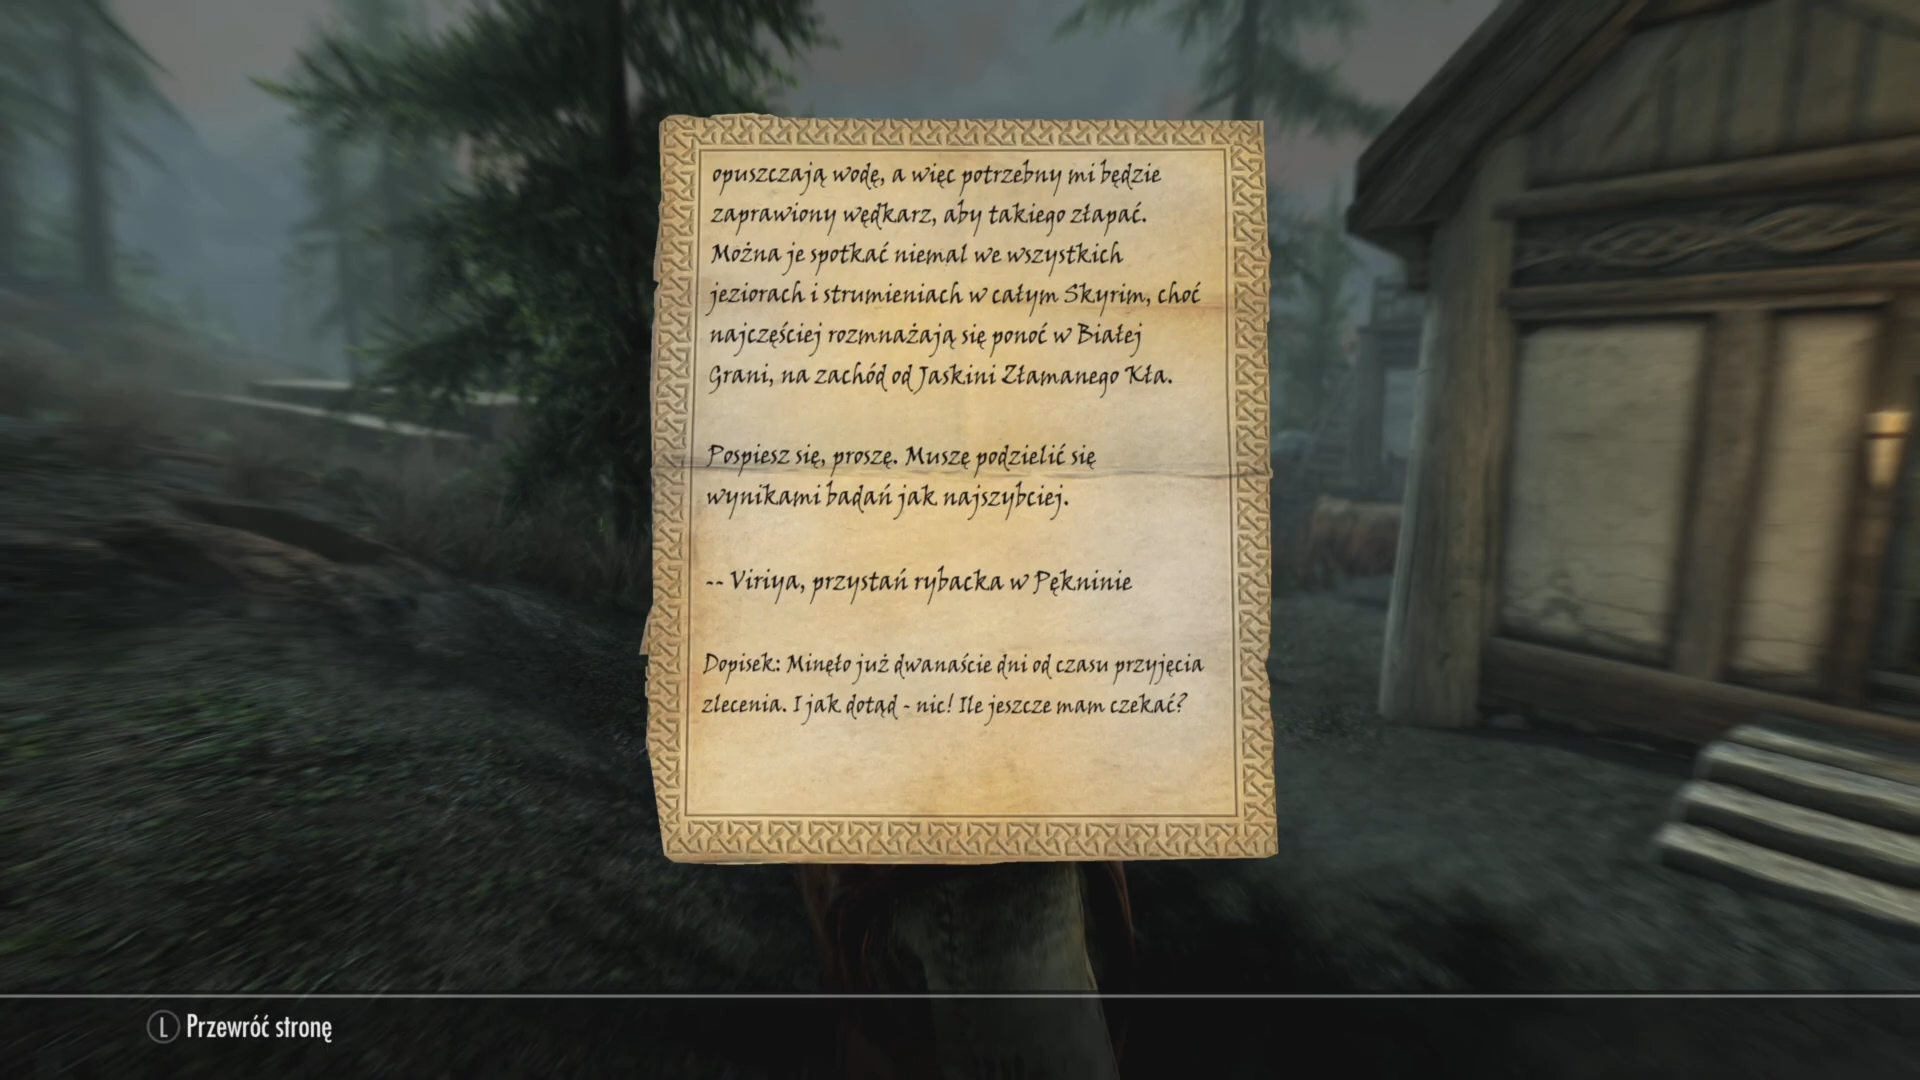 opuszczają wodę, a więc potrzebny mi będzie
zaprawiony wędkarz, aby takiego złapać.
Można je spotkać niemal we wszystkich
jeziorach i strumieniach w całym Skyrim, choć
najczęściej rozmnażają się ponoć w Białej
Grani, na zachód od Jaskini Złamanego Kła.
Pospiesz się, proszę. Muszę podzielić się
wynikami badań jak najszybciej.
-- Viriya, przystań rybacka w Pękninie
Dopisek: Minęło już dwanaście dni od czasu przyjęcia
zlecenia. I jak dotąd - nic! Ile jeszcze mam czekać?
L Przewróć stronę